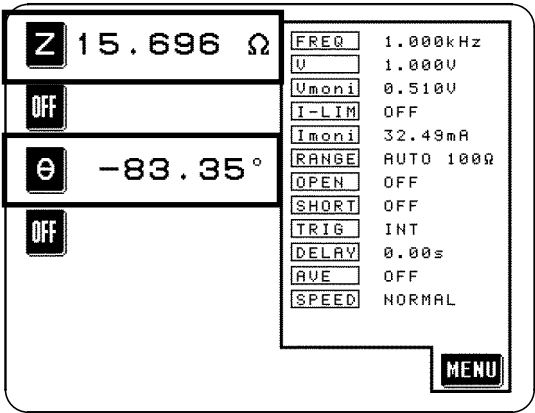 Z 15.696 Ω
OFF
θ -83.35°
OFF
FREQ 1.000kHz
V 1.000V
Vmoni 0.510V
I-LIM OFF
Imoni 32.49mA
RANGE AUTO 100Ω
OPEN OFF
SHORT OFF
TRIG INT
DELAY 0.00s
AVE OFF
SPEED NORMAL
MENU